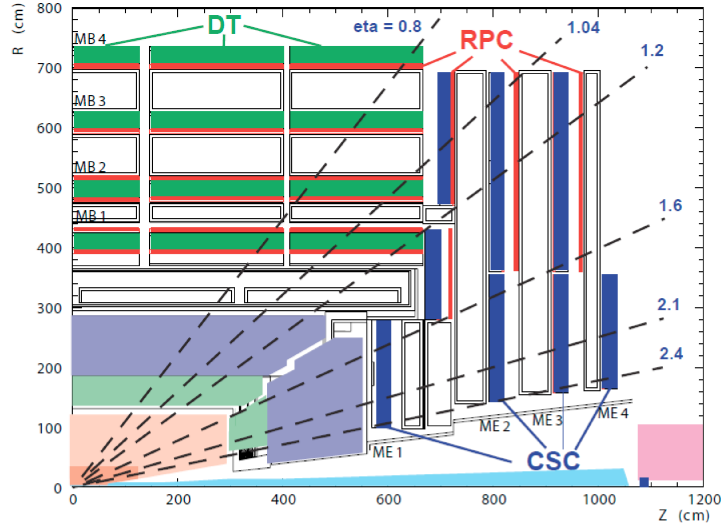 R (cm)
800
700
600
500
400
300
200
100
0
MB 4
MB 3
MB 2
MB 1
DT
eta = 0.8
RPC
1.04
1.2
1.6
2.1
2.4
ME 1
ME 2
ME 3
ME 4
CSC
0
200
400
600
800
1000
1200
Z (cm)